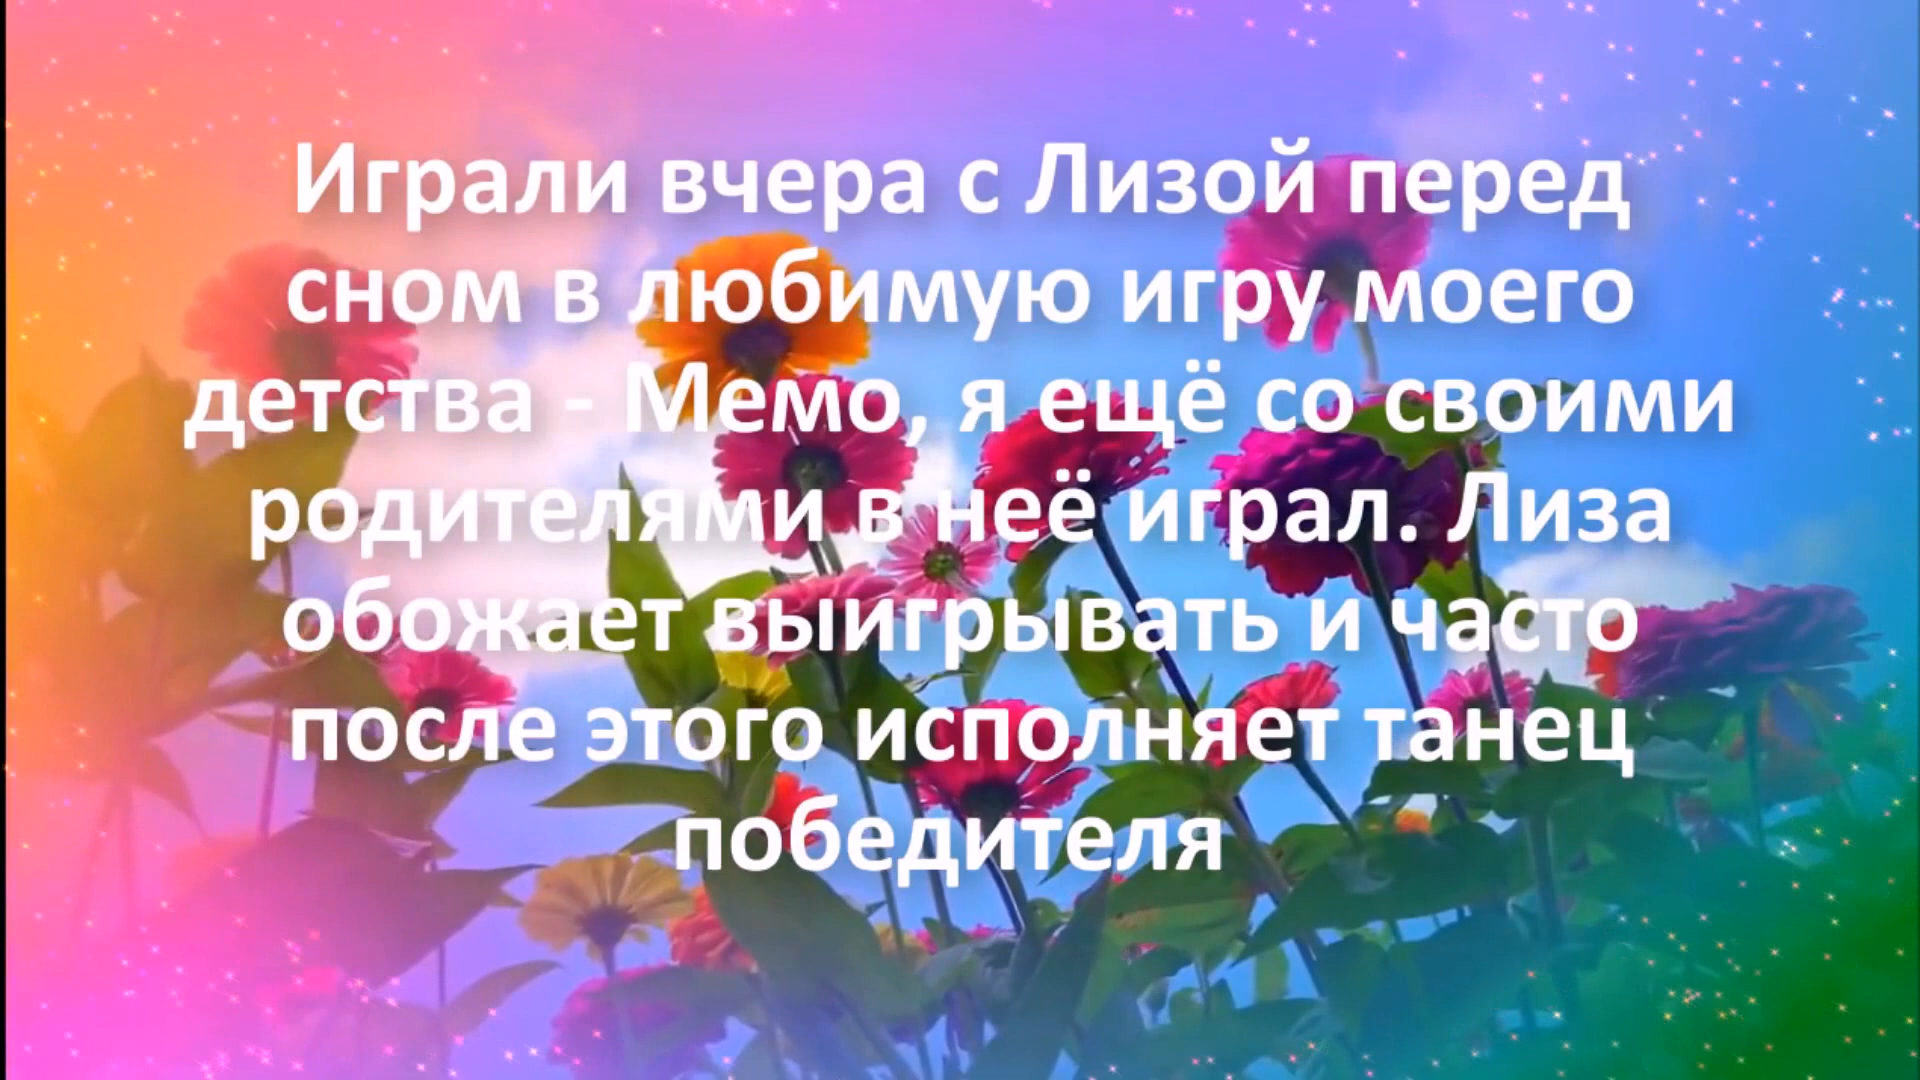 Играли вчера с Лизой перед
сном в любимую игру моего
детства - Мемо, я ещё со своими
родителями в неё играл. Лиза
обожает выигрывать и часто
после этого исполняет танец
победителя